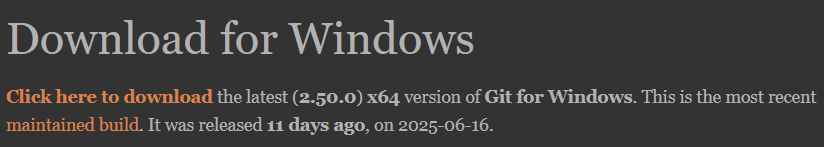 Download for Windows
Click here to download the latest (2.50.0) x64 version of Git for Windows. This is the most recent
maintained build. It was released 11 days ago, on 2025-06-16.